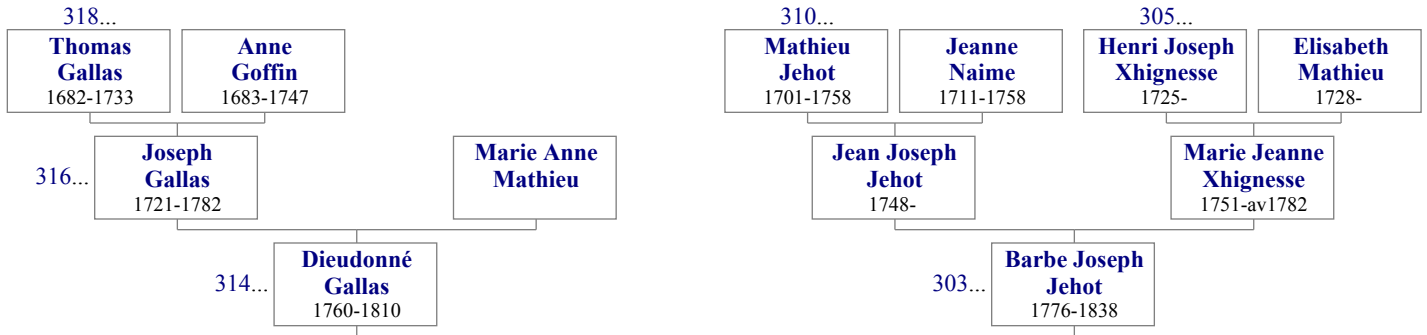 318...
310...
305...
Thomas
Gallas
1682-1733
Anne
Goffin
1683-1747
Mathieu
Jehot
1701-1758
Jeanne
Naime
1711-1758
Henri Joseph
Xhignesse
1725-
Elisabeth
Mathieu
1728-
316...
Joseph
Gallas
1721-1782
Marie Anne
Mathieu
Jean Joseph
Jehot
1748-
Marie Jeanne
Xhignesse
1751-av1782
314...
Dieudonné
Gallas
1760-1810
303...
Barbe Joseph
Jehot
1776-1838